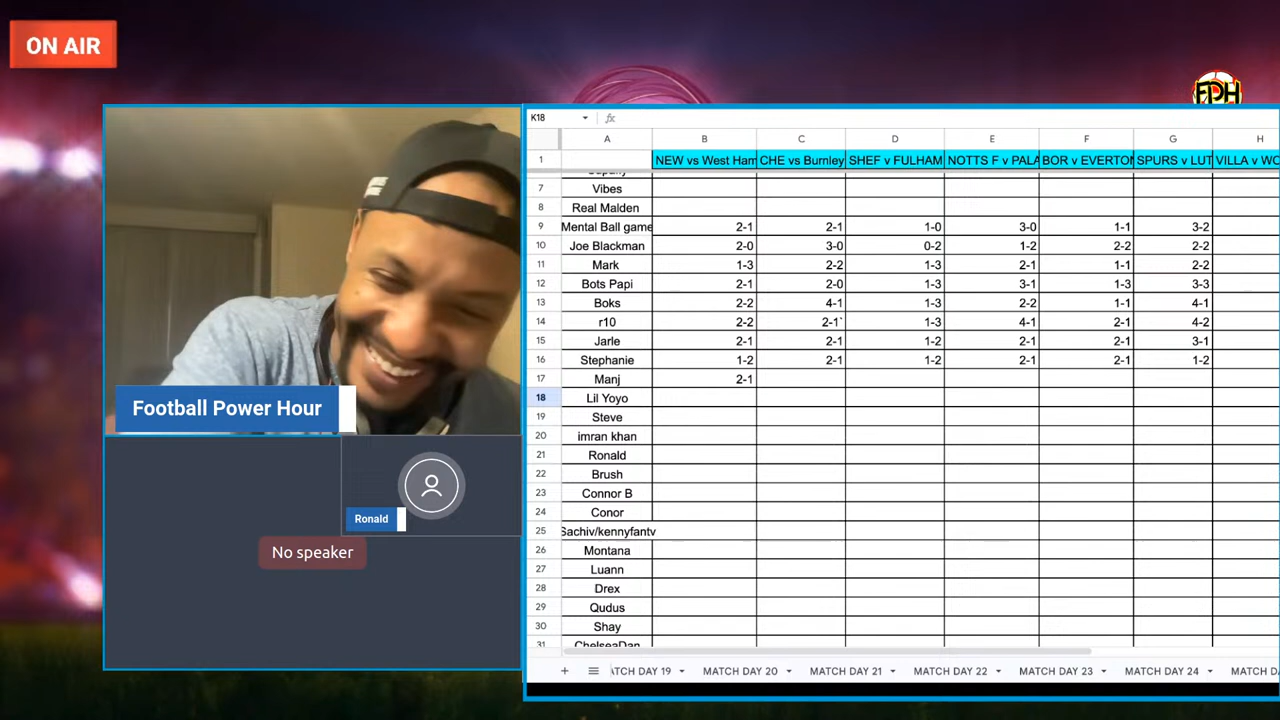 ON AIR
FPH
K18 fx
A B C D E F G H
1 NEW vs West Ham CHE vs Burnley SHEF v FULHAM NOTTS F v PALA BOR v EVERTON SPURS v LUT VILLA v WO
7 Vibes
8 Real Malden
9 Mental Ball game 2-1 2-1 1-0 3-0 1-1 3-2
10 Joe Blackman 2-0 3-0 0-2 1-2 2-2 2-2
11 Mark 1-3 2-2 1-3 2-1 1-1 2-2
12 Bots Papi 2-1 2-0 1-3 3-1 1-3 3-3
13 Boks 2-2 4-1 1-3 2-2 1-1 4-1
14 r10 2-2 2-1` 1-3 4-1 2-1 4-2
15 Jarle 2-1 2-1 1-2 2-1 2-1 3-1
16 Stephanie 1-2 2-1 1-2 2-1 2-1 1-2
17 Manj 2-1
18 Lil Yoyo
19 Steve
20 imran khan
21 Ronald
22 Brush
23 Connor B
24 Conor
25 Sachiv/kennyfantv
26 Montana
27 Luann
28 Drex
29 Qudus
30 Shay
31 ChelseaDan
+ ATCH DAY 19 MATCH DAY 20 MATCH DAY 21 MATCH DAY 22 MATCH DAY 23 MATCH DAY 24 MATCH D
Football Power Hour
Ronald
No speaker